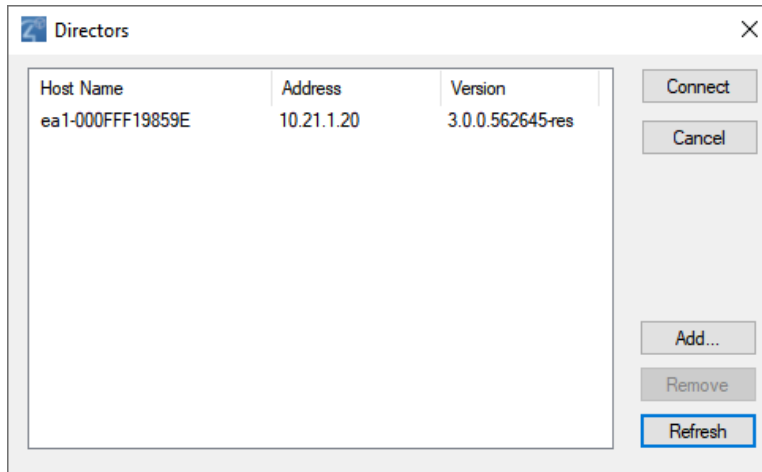 Directors
Host Name Address Version
ea1-000FFF19859E 10.21.1.20 3.0.0.562645-res
Connect
Cancel
Add...
Remove
Refresh